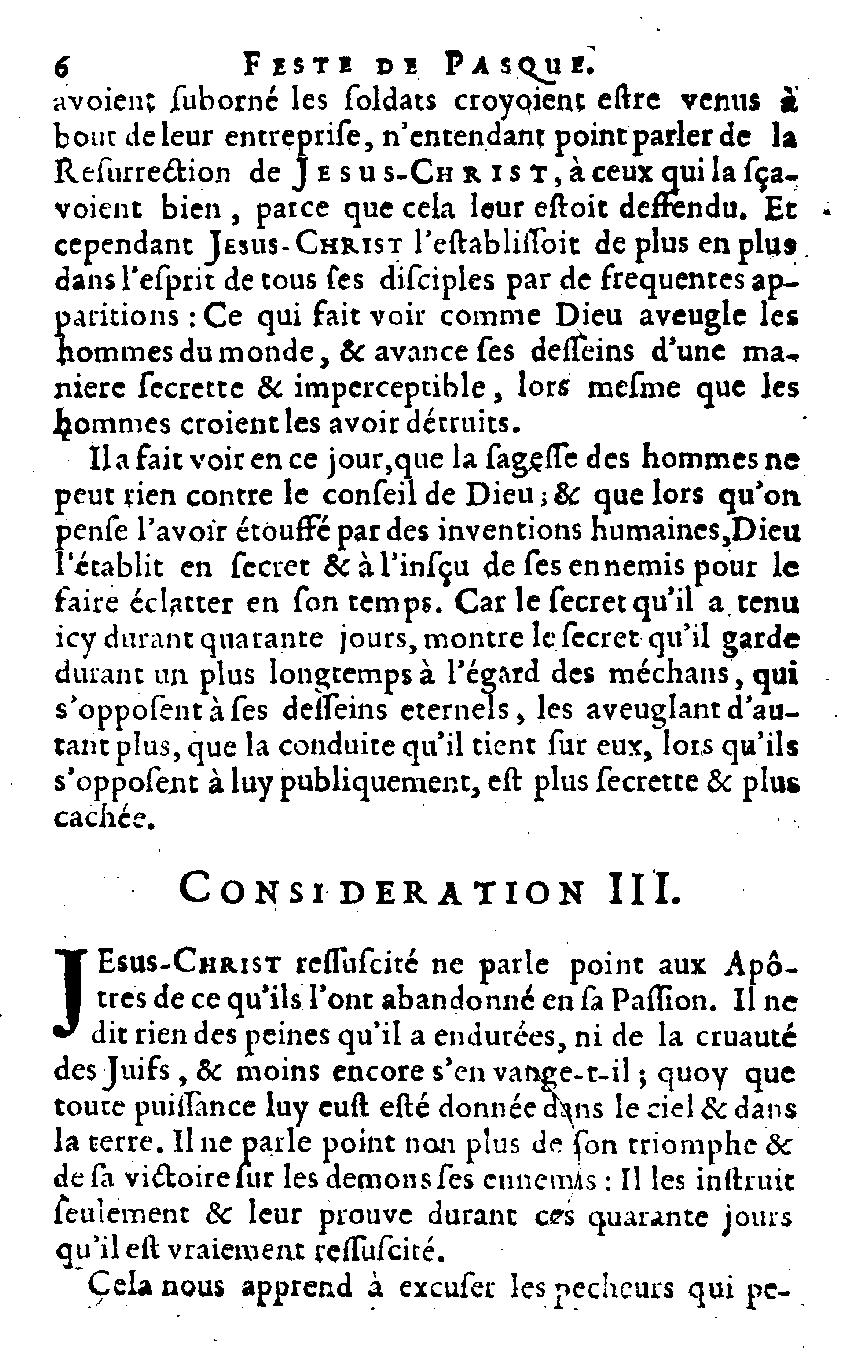 6 FESTE DE PASQUE.
avoient ſuborné les ſoldats croyoient eſtre venus à
bout de leur entrepriſe, n'entendant point parler de la
Reſurrection de JESUS-CHRIST, à ceux qui la ſça-
voient bien, parce que cela leur eſtoit deffendu. Et
cependant JESUS-CHRIST l'eſtabliſſoit de plus en plus
dans l'eſprit de tous ſes diſciples par de frequentes ap-
paritions : Ce qui fait voir comme Dieu aveugle les
hommes du monde, & avance ſes deſſeins d'une ma-
niere ſecrette & imperceptible, lors meſme que les
hommes croient les avoir détruits.
Il a fait voir en ce jour, que la ſageſſe des hommes ne
peut rien contre le conſeil de Dieu ; & que lors qu'on
penſe l'avoir étouffé par des inventions humaines, Dieu
l'établit en ſecret & à l'inſçu de ſes ennemis pour le
faire éclatter en ſon temps. Car le ſecret qu'il a tenu
icy durant quarante jours, montre le ſecret qu'il garde
durant un plus longtemps à l'égard des méchans, qui
s'oppoſent à ſes deſſeins eternels, les aveuglant d'au-
tant plus, que la conduite qu'il tient ſur eux, lors qu'ils
s'oppoſent à luy publiquement, eſt plus ſecrette & plus
cachée.
CONSIDERATION III.
JESUS-CHRIST reſſuſcité ne parle point aux Apô-
tres de ce qu'ils l'ont abandonné en ſa Paſſion. Il ne
dit rien des peines qu'il a endurées, ni de la cruauté
des Juifs, & moins encore s'en vange-t-il ; quoy que
toute puiſſance luy euſt eſté donnée dans le ciel & dans
la terre. Il ne parle point non plus de ſon triomphe &
de ſa victoire ſur les demons ſes ennemis : Il les inſtruit
ſeulement & leur prouve durant ces quarante jours
qu'il eſt vraiement reſſuſcité.
Cela nous apprend à excuſer les pecheurs qui pe-